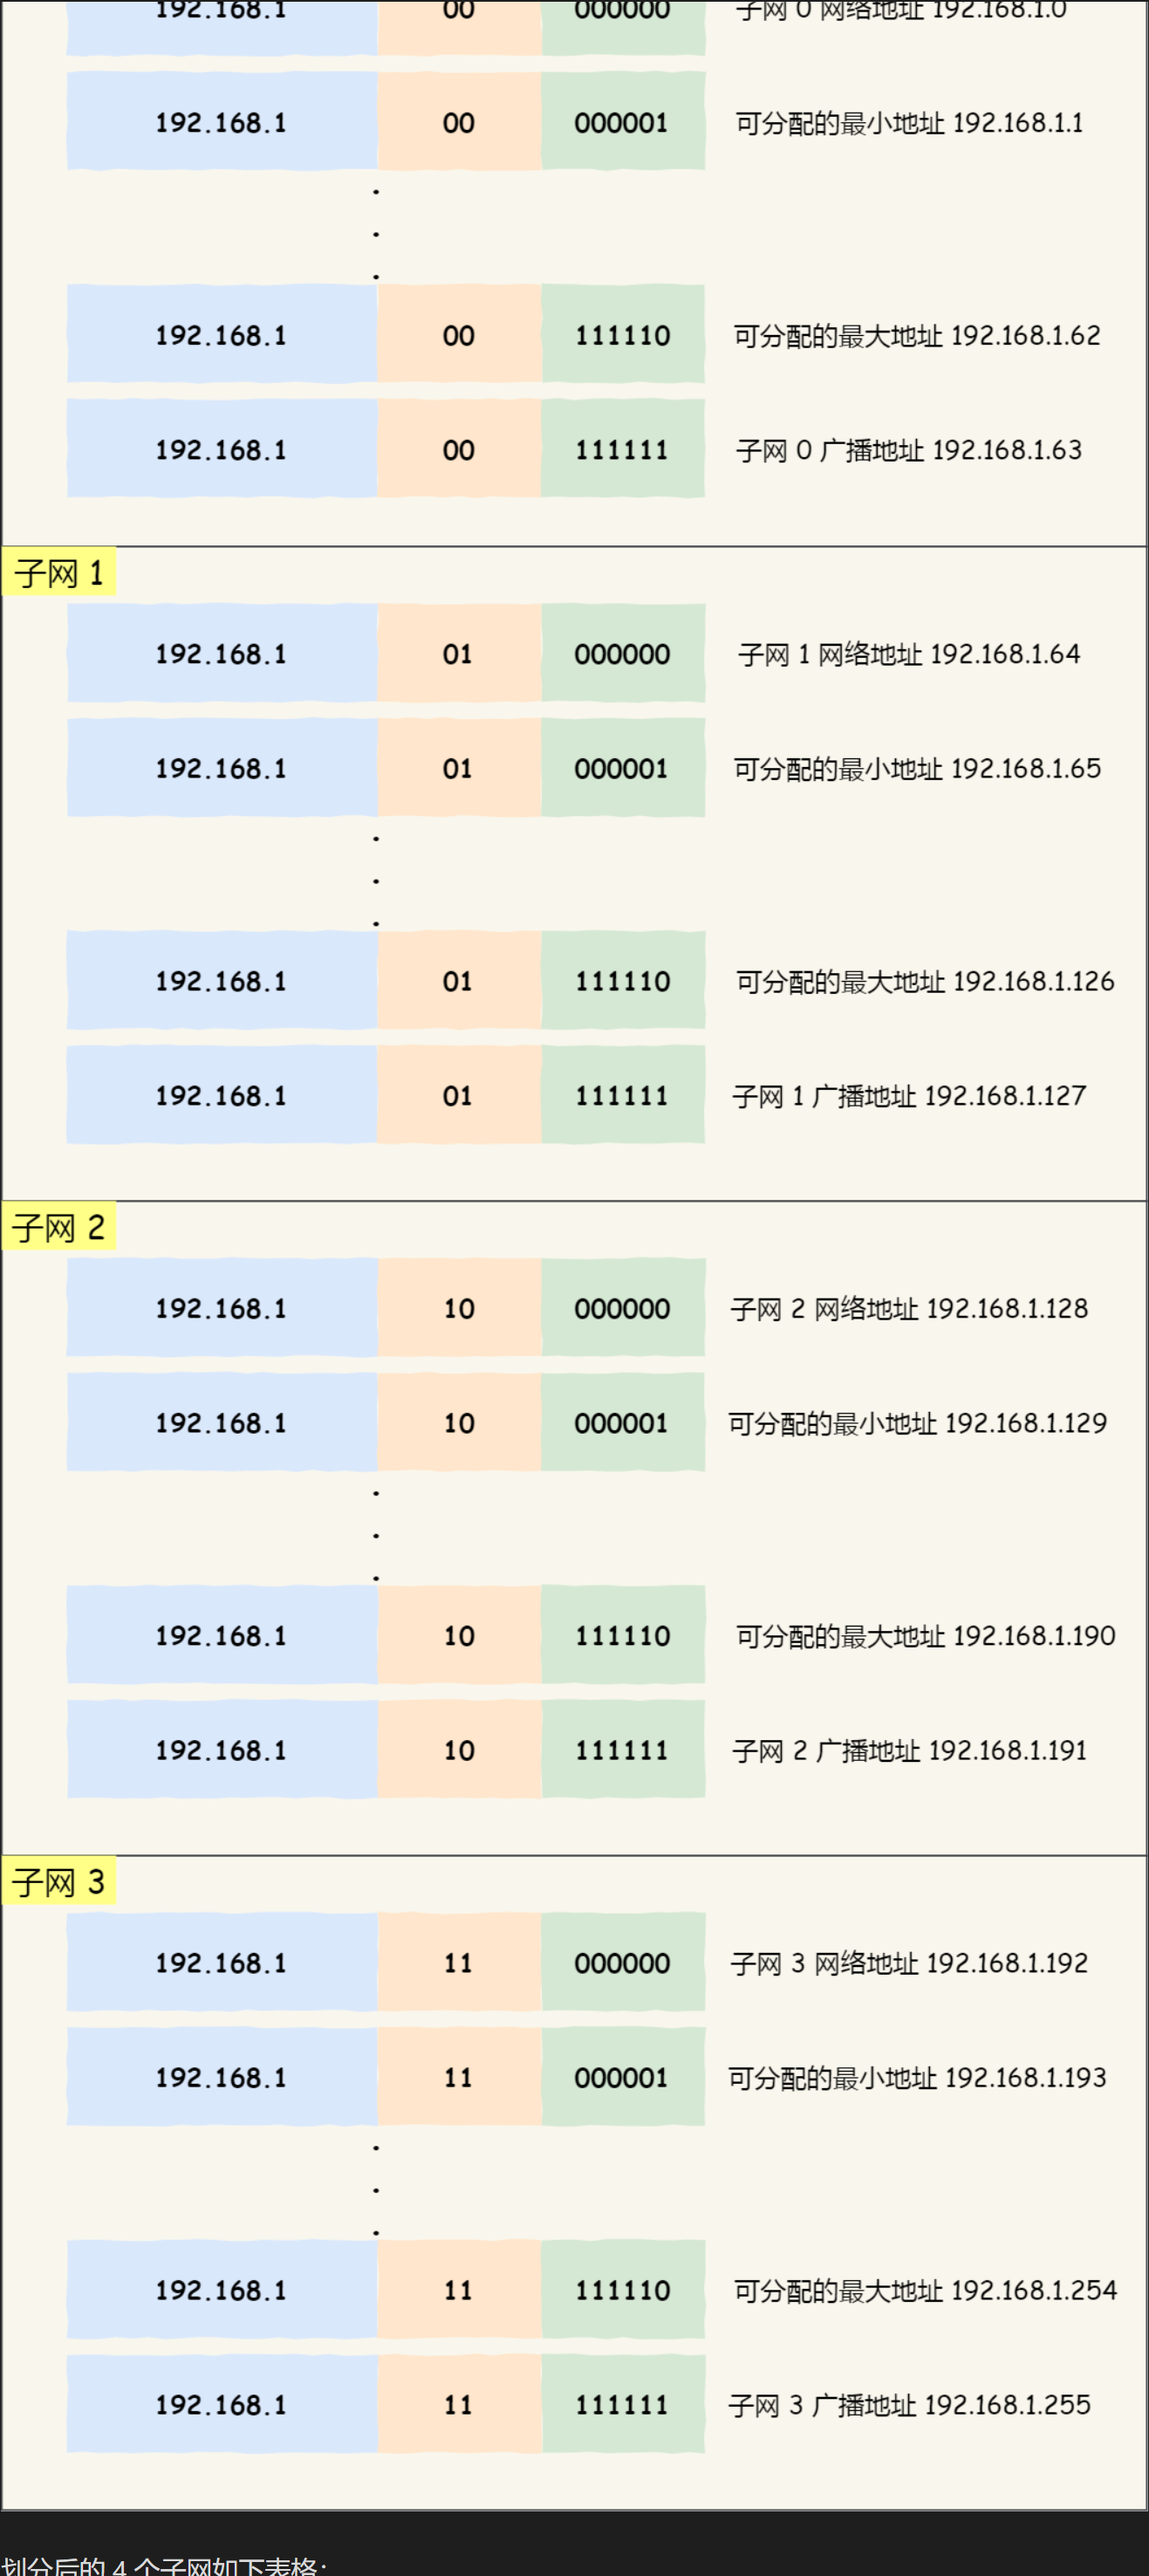 192.168.1 00 000000 子网 0 网络地址 192.168.1.0
192.168.1 00 000001 可分配的最小地址 192.168.1.1
192.168.1 00 111110 可分配的最大地址 192.168.1.62
192.168.1 00 111111 子网 0 广播地址 192.168.1.63
子网 1
192.168.1 01 000000 子网 1 网络地址 192.168.1.64
192.168.1 01 000001 可分配的最小地址 192.168.1.65
192.168.1 01 111110 可分配的最大地址 192.168.1.126
192.168.1 01 111111 子网 1 广播地址 192.168.1.127
子网 2
192.168.1 10 000000 子网 2 网络地址 192.168.1.128
192.168.1 10 000001 可分配的最小地址 192.168.1.129
192.168.1 10 111110 可分配的最大地址 192.168.1.190
192.168.1 10 111111 子网 2 广播地址 192.168.1.191
子网 3
192.168.1 11 000000 子网 3 网络地址 192.168.1.192
192.168.1 11 000001 可分配的最小地址 192.168.1.193
192.168.1 11 111110 可分配的最大地址 192.168.1.254
192.168.1 11 111111 子网 3 广播地址 192.168.1.255
划分后的 4 个子网如下表格：